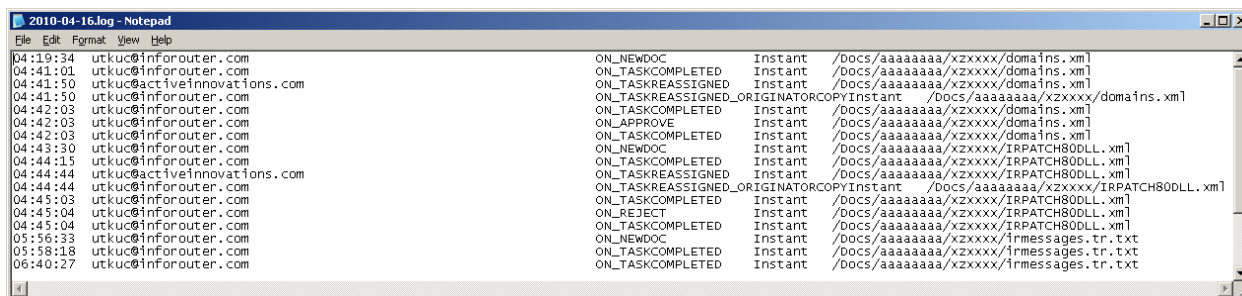 2010-04-16.log - Notepad
File Edit Format View Help
04:19:34 utkuc@inforouter.com ON_NEWDOC Instant /Docs/aaaaaaaa/xzxxxx/domains.xml
04:41:01 utkuc@inforouter.com ON_TASKCOMPLETED Instant /Docs/aaaaaaaa/xzxxxx/domains.xml
04:41:50 utkuc@activeinnovations.com ON_TASKREASSIGNED Instant /Docs/aaaaaaaa/xzxxxx/domains.xml
04:41:50 utkuc@inforouter.com ON_TASKREASSIGNED_ORIGINATORCOPYInstant /Docs/aaaaaaaa/xzxxxx/domains.xml
04:42:03 utkuc@inforouter.com ON_TASKCOMPLETED Instant /Docs/aaaaaaaa/xzxxxx/domains.xml
04:42:03 utkuc@inforouter.com ON_APPROVE Instant /Docs/aaaaaaaa/xzxxxx/domains.xml
04:42:03 utkuc@inforouter.com ON_TASKCOMPLETED Instant /Docs/aaaaaaaa/xzxxxx/domains.xml
04:43:30 utkuc@inforouter.com ON_NEWDOC Instant /Docs/aaaaaaaa/xzxxxx/IRPATCH80DLL.xml
04:44:15 utkuc@inforouter.com ON_TASKCOMPLETED Instant /Docs/aaaaaaaa/xzxxxx/IRPATCH80DLL.xml
04:44:44 utkuc@activeinnovations.com ON_TASKREASSIGNED Instant /Docs/aaaaaaaa/xzxxxx/IRPATCH80DLL.xml
04:44:44 utkuc@inforouter.com ON_TASKREASSIGNED_ORIGINATORCOPYInstant /Docs/aaaaaaaa/xzxxxx/IRPATCH80DLL.xml
04:45:03 utkuc@inforouter.com ON_TASKCOMPLETED Instant /Docs/aaaaaaaa/xzxxxx/IRPATCH80DLL.xml
04:45:04 utkuc@inforouter.com ON_REJECT Instant /Docs/aaaaaaaa/xzxxxx/IRPATCH80DLL.xml
04:45:04 utkuc@inforouter.com ON_TASKCOMPLETED Instant /Docs/aaaaaaaa/xzxxxx/IRPATCH80DLL.xml
05:56:33 utkuc@inforouter.com ON_NEWDOC Instant /Docs/aaaaaaaa/xzxxxx/irmessages.tr.txt
05:58:18 utkuc@inforouter.com ON_TASKCOMPLETED Instant /Docs/aaaaaaaa/xzxxxx/irmessages.tr.txt
06:40:27 utkuc@inforouter.com ON_TASKCOMPLETED Instant /Docs/aaaaaaaa/xzxxxx/irmessages.tr.txt